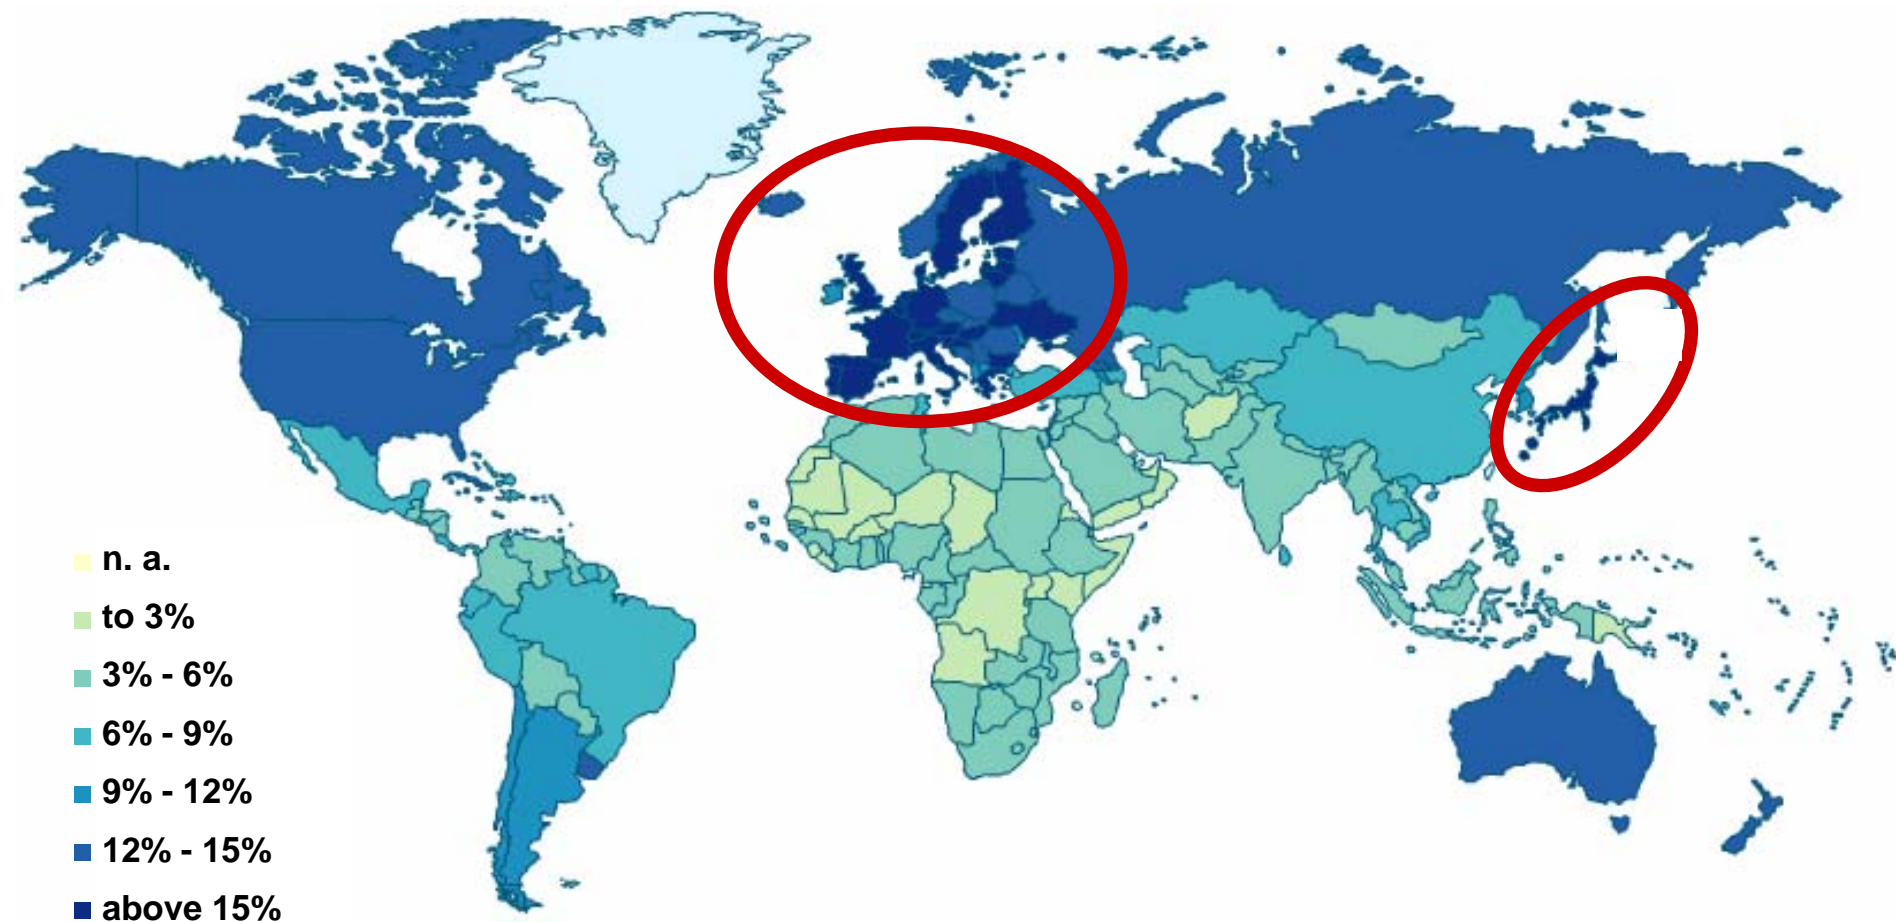 n. a.
to 3%
3% - 6%
6% - 9%
9% - 12%
12% - 15%
above 15%